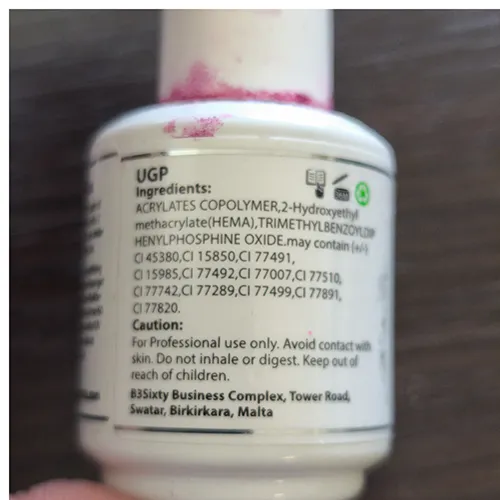 UGP
Ingredients:
ACRYLATES COPOLYMER,2-Hydroxyethyl
methacrylate(HEMA),TRIMETHYLBENZOYLDIP
HENYLPHOSPHINE OXIDE.may contain (+/-)
CI 45380,CI 15850,CI 77491,
CI 15985,CI 77492,CI 77007,CI 77510,
CI 77742,CI 77289,CI 77499,CI 77891,
CI 77820.
Caution:
For Professional use only. Avoid contact with
skin. Do not inhale or digest. Keep out of
reach of children.
B3Sixty Business Complex, Tower Road,
Swatar, Birkirkara, Malta